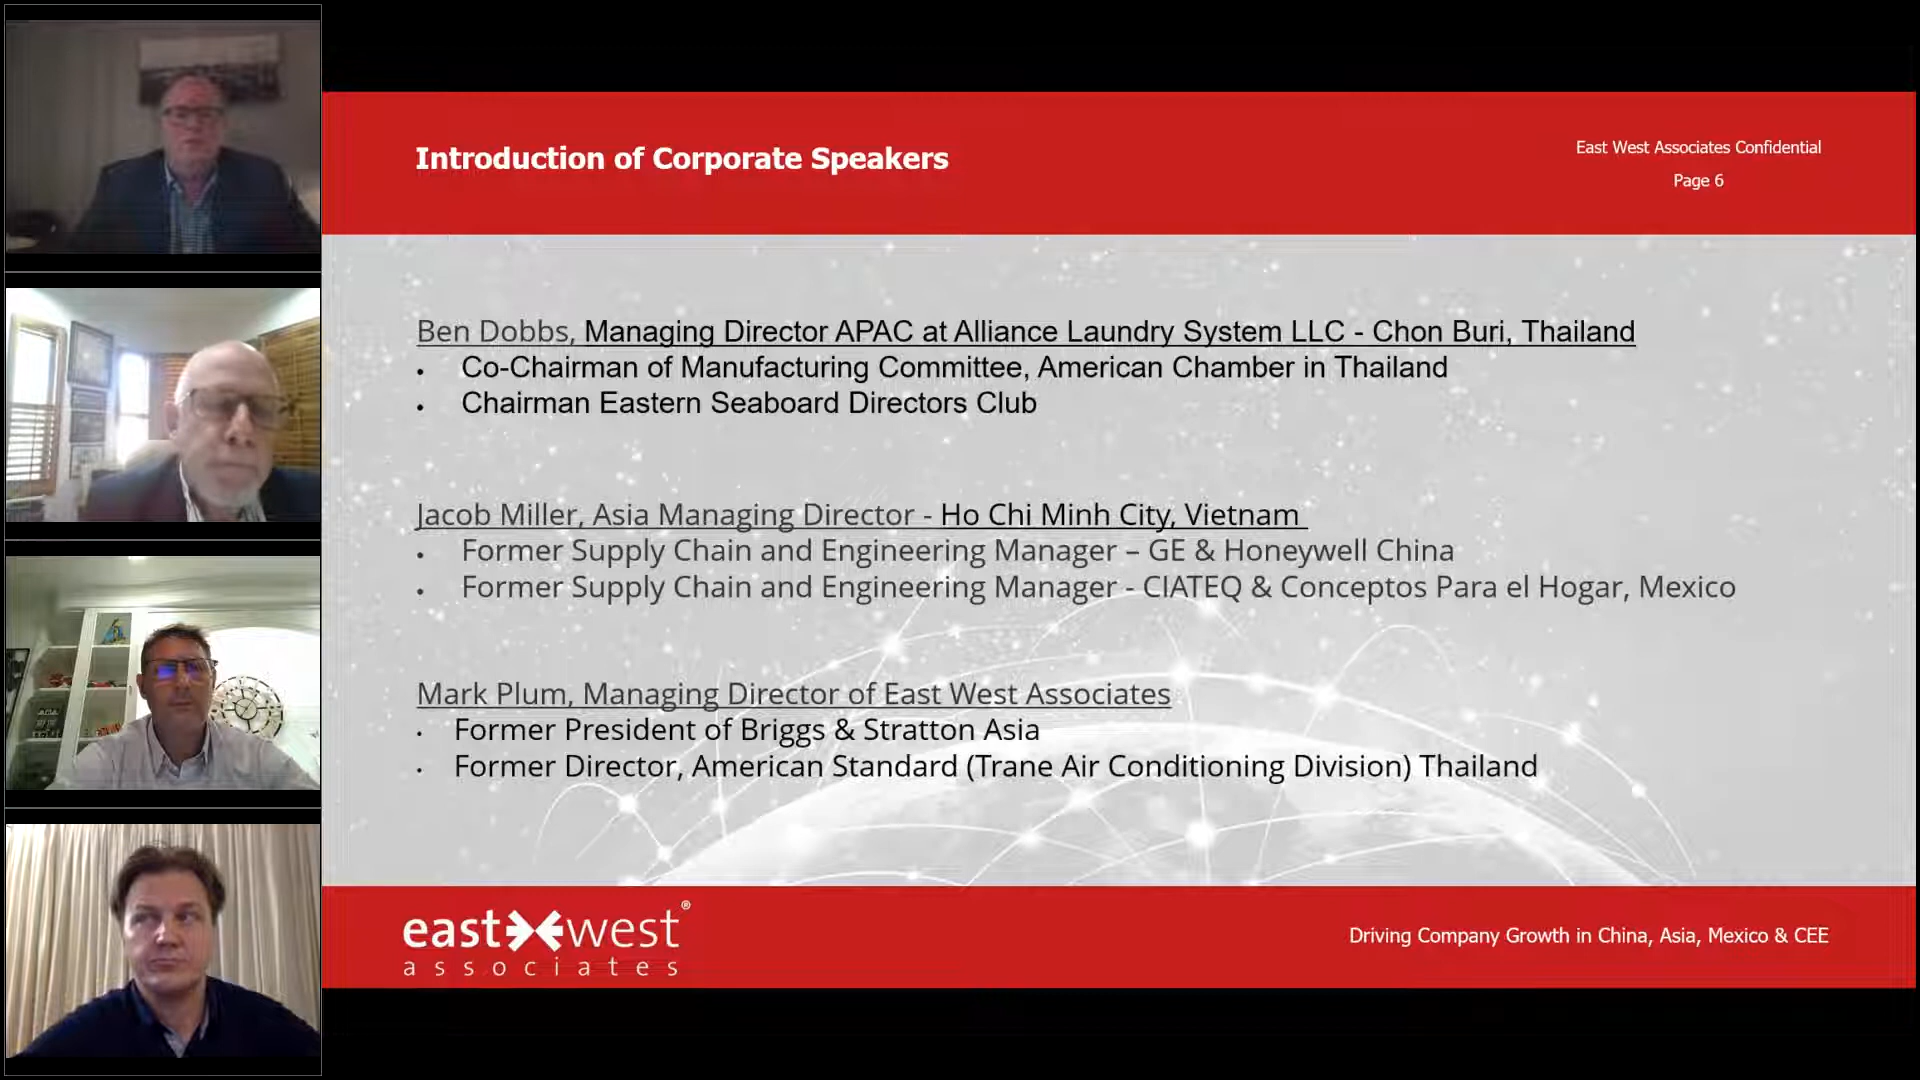 Introduction of Corporate Speakers
East West Associates Confidential
Page 6
Ben Dobbs, Managing Director APAC at Alliance Laundry System LLC - Chon Buri, Thailand
• Co-Chairman of Manufacturing Committee, American Chamber in Thailand
• Chairman Eastern Seaboard Directors Club
Jacob Miller, Asia Managing Director - Ho Chi Minh City, Vietnam
• Former Supply Chain and Engineering Manager – GE & Honeywell China
• Former Supply Chain and Engineering Manager - CIATEQ & Conceptos Para el Hogar, Mexico
Mark Plum, Managing Director of East West Associates
• Former President of Briggs & Stratton Asia
• Former Director, American Standard (Trane Air Conditioning Division) Thailand
east west®
associates
Driving Company Growth in China, Asia, Mexico & CEE